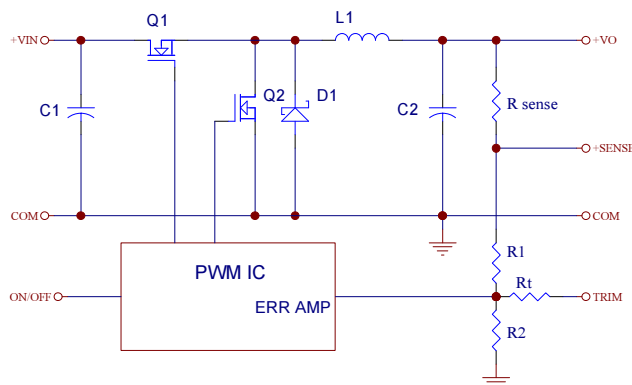 Q1
L1
+VIN
+VO
C1
Q2
D1
C2
R sense
+SENSE
COM
COM
R1
PWM IC
Rt
ON/OFF
ERR AMP
TRIM
R2